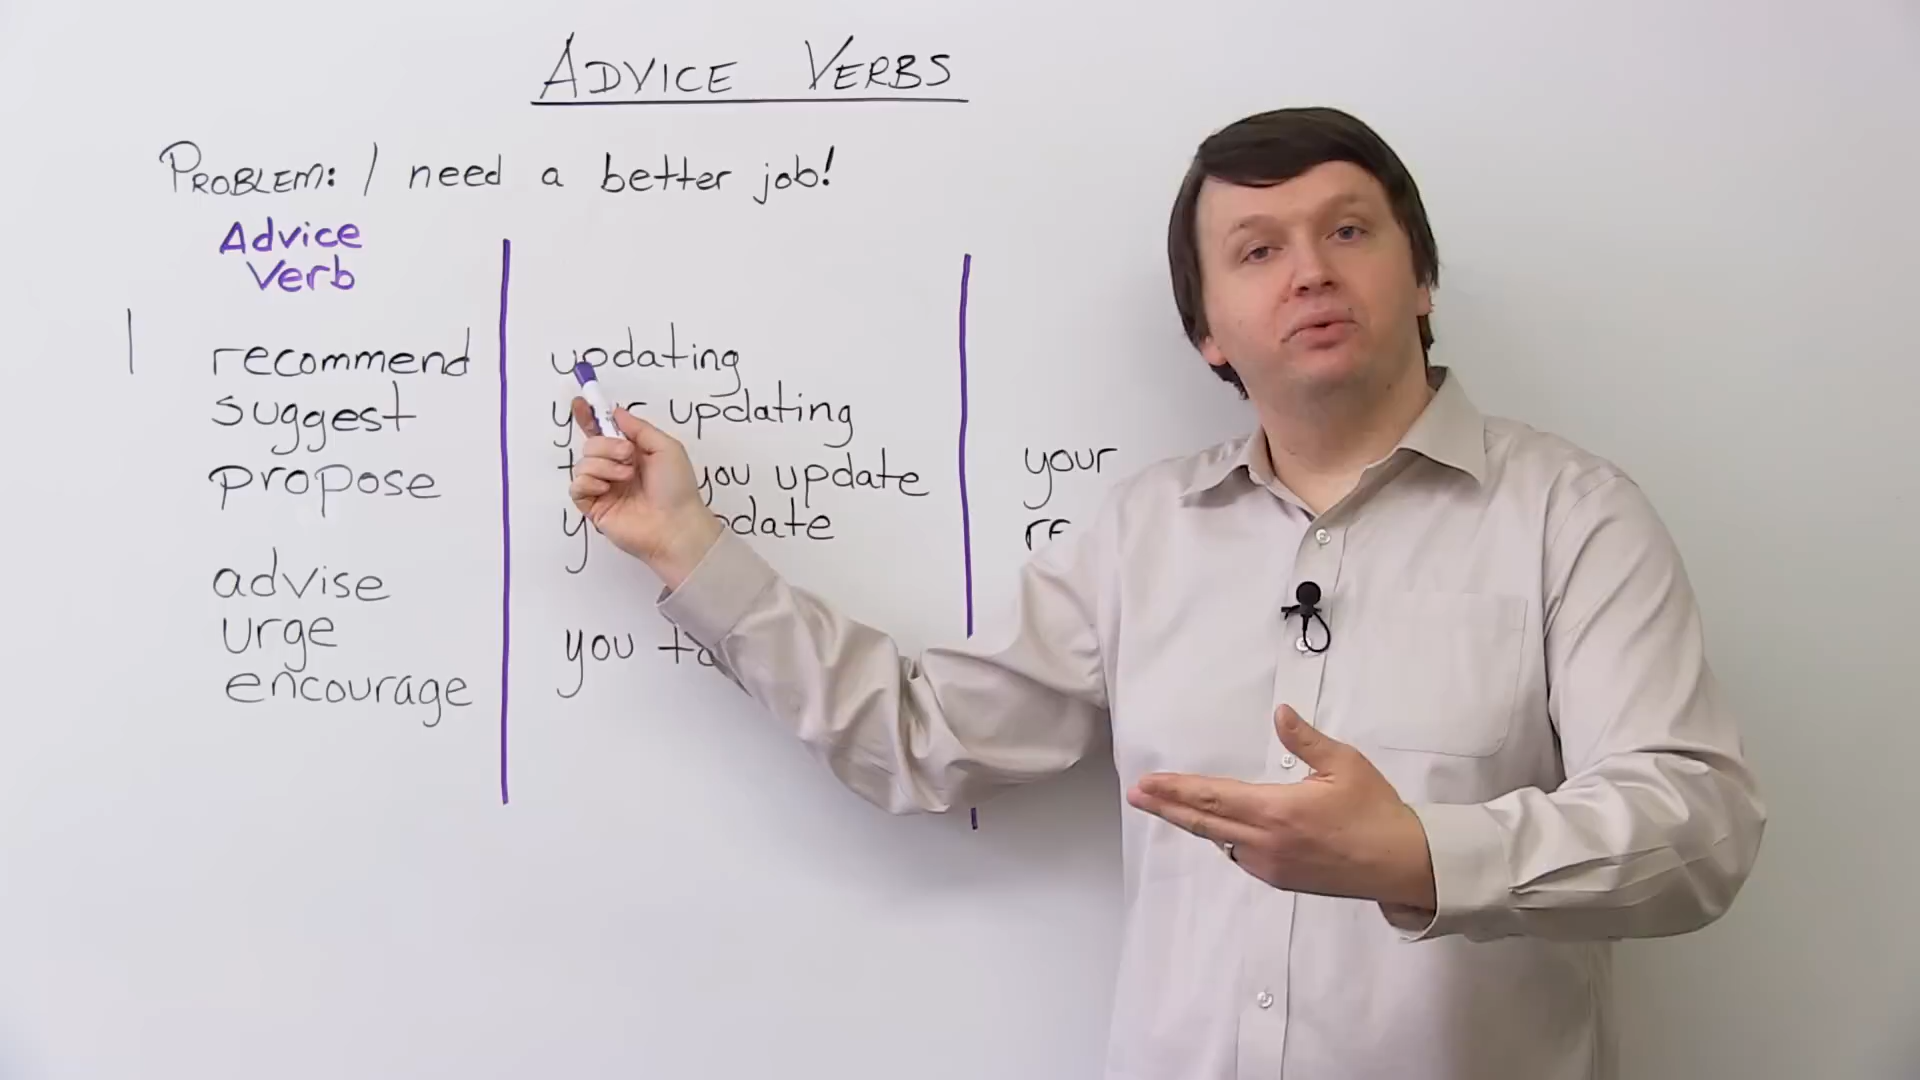 ADVICE VERBS
PROBLEM: I need a better job!
Advice
Verb
I recommend updating
suggest updating
propose you update
your
advise
urge you
encourage